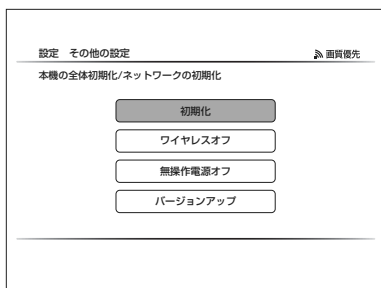 設定 その他の設定 画質優先
本機の全体初期化/ネットワークの初期化
初期化
ワイヤレスオフ
無操作電源オフ
バージョンアップ